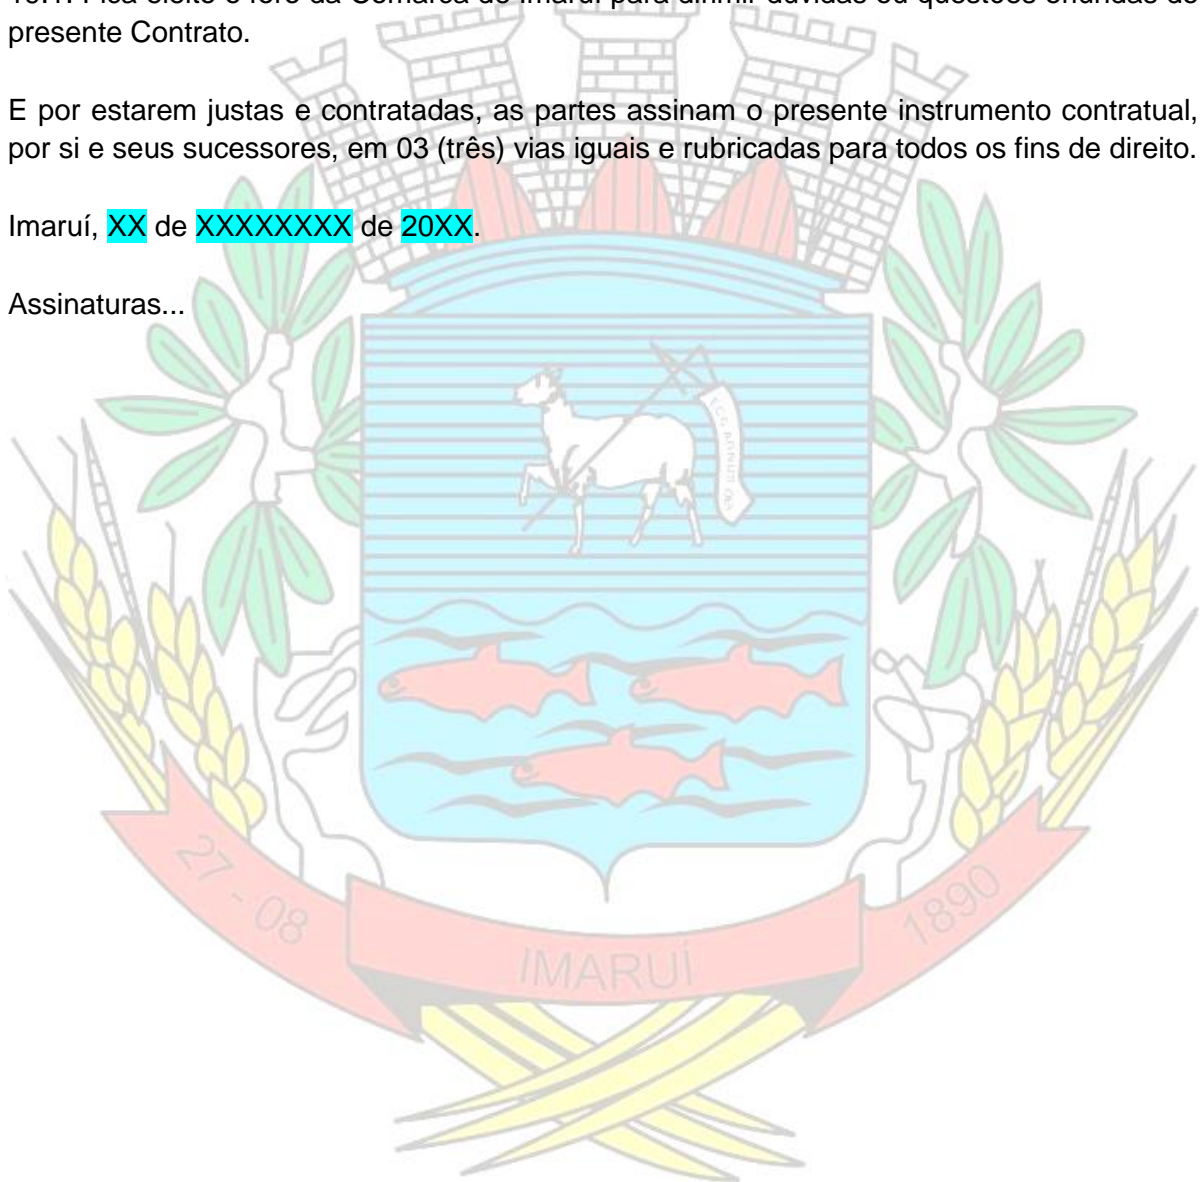 presente Contrato.
E por estarem justas e contratadas, as partes assinam o presente instrumento contratual,
por si e seus sucessores, em 03 (três) vias iguais e rubricadas para todos os fins de direito.
Imaruí, XX de XXXXXXXX de 20XX.
Assinaturas...
27 - 08
IMARUÍ
1890